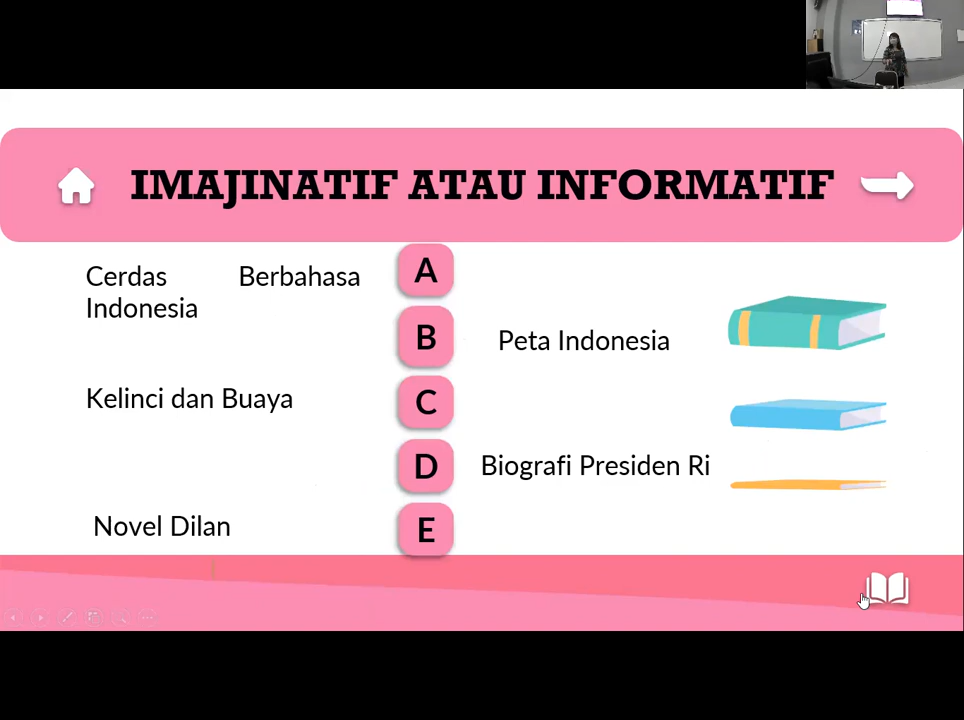 IMAJINATIF ATAU INFORMATIF
Cerdas Berbahasa
Indonesia
A
B
Peta Indonesia
Kelinci dan Buaya
C
D
Biografi Presiden Ri
Novel Dilan
E